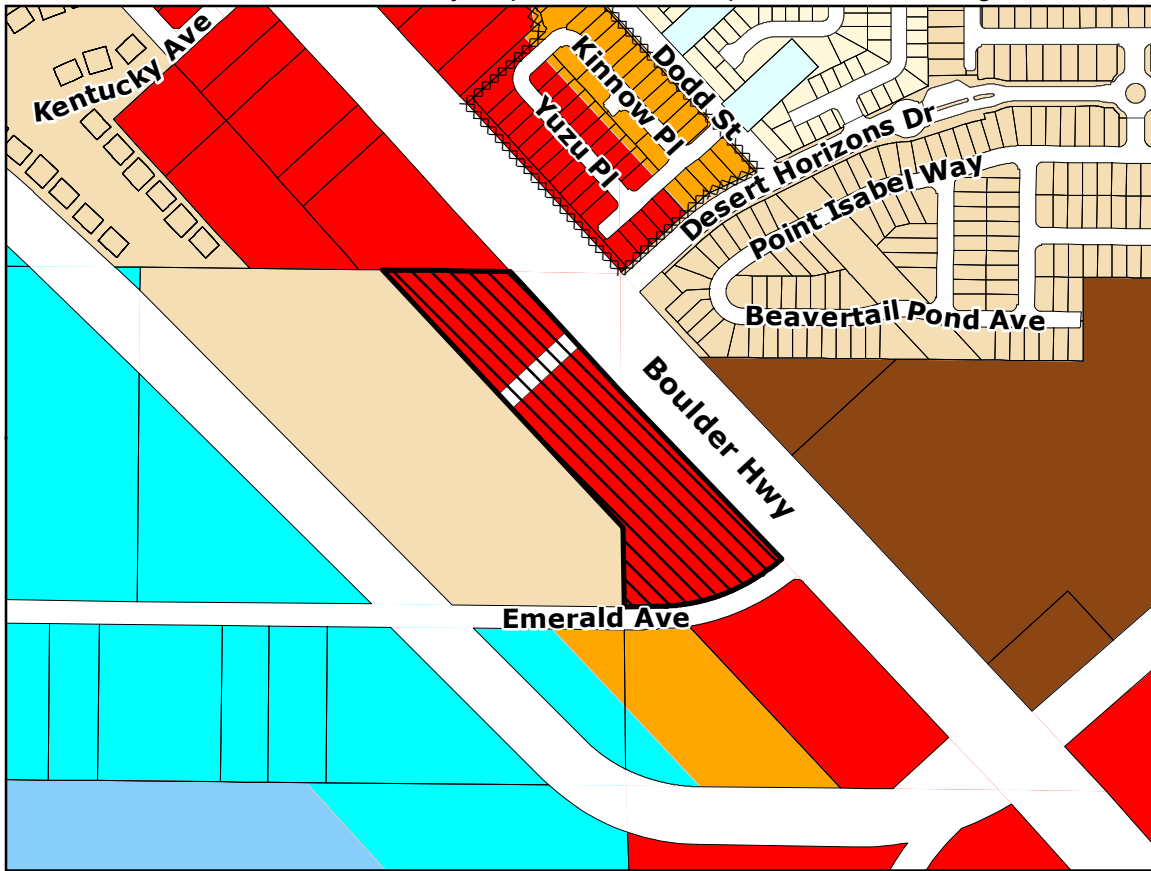 Kentucky Ave
Kinnow Pl
Dodd St
Yuzu Pl
Desert Horizons Dr
Point Isabel Way
Beavertail Pond Ave
Boulder Hwy
Emerald Ave